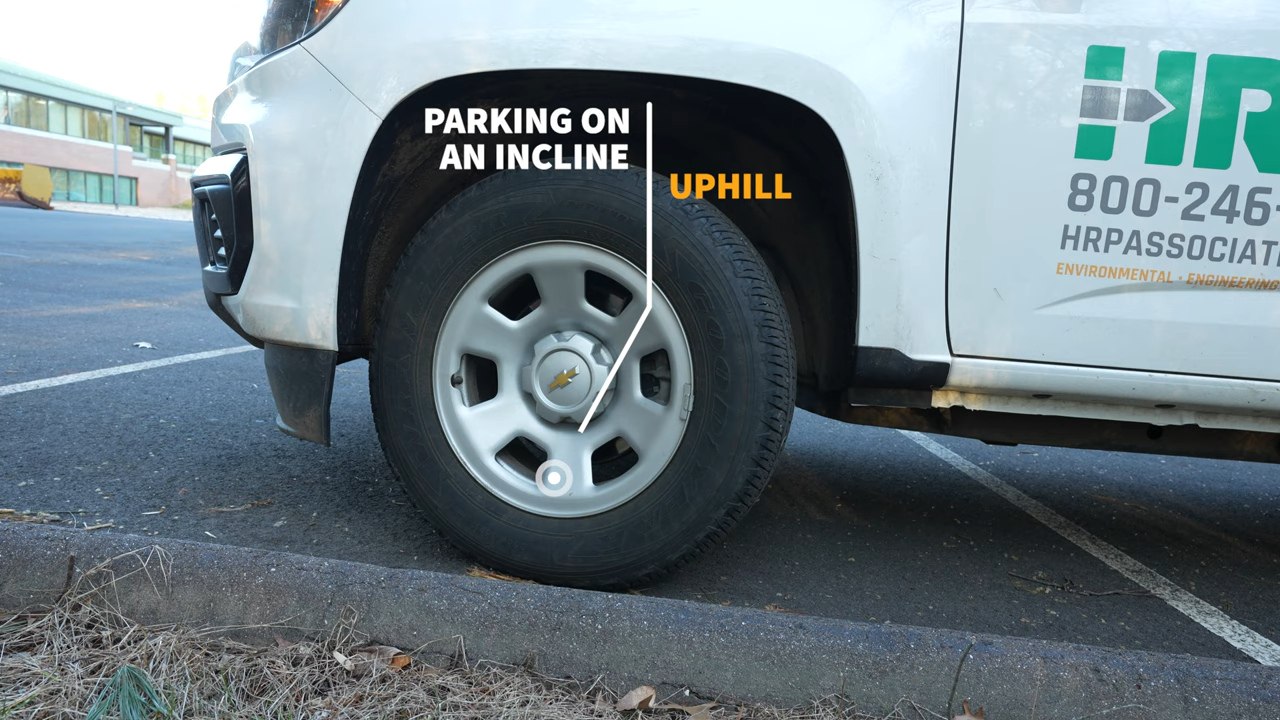 PARKING ON
AN INCLINE
UPHILL
HR
800-246-
HRPASSOCIAT
ENVIRONMENTAL • ENGINEERING